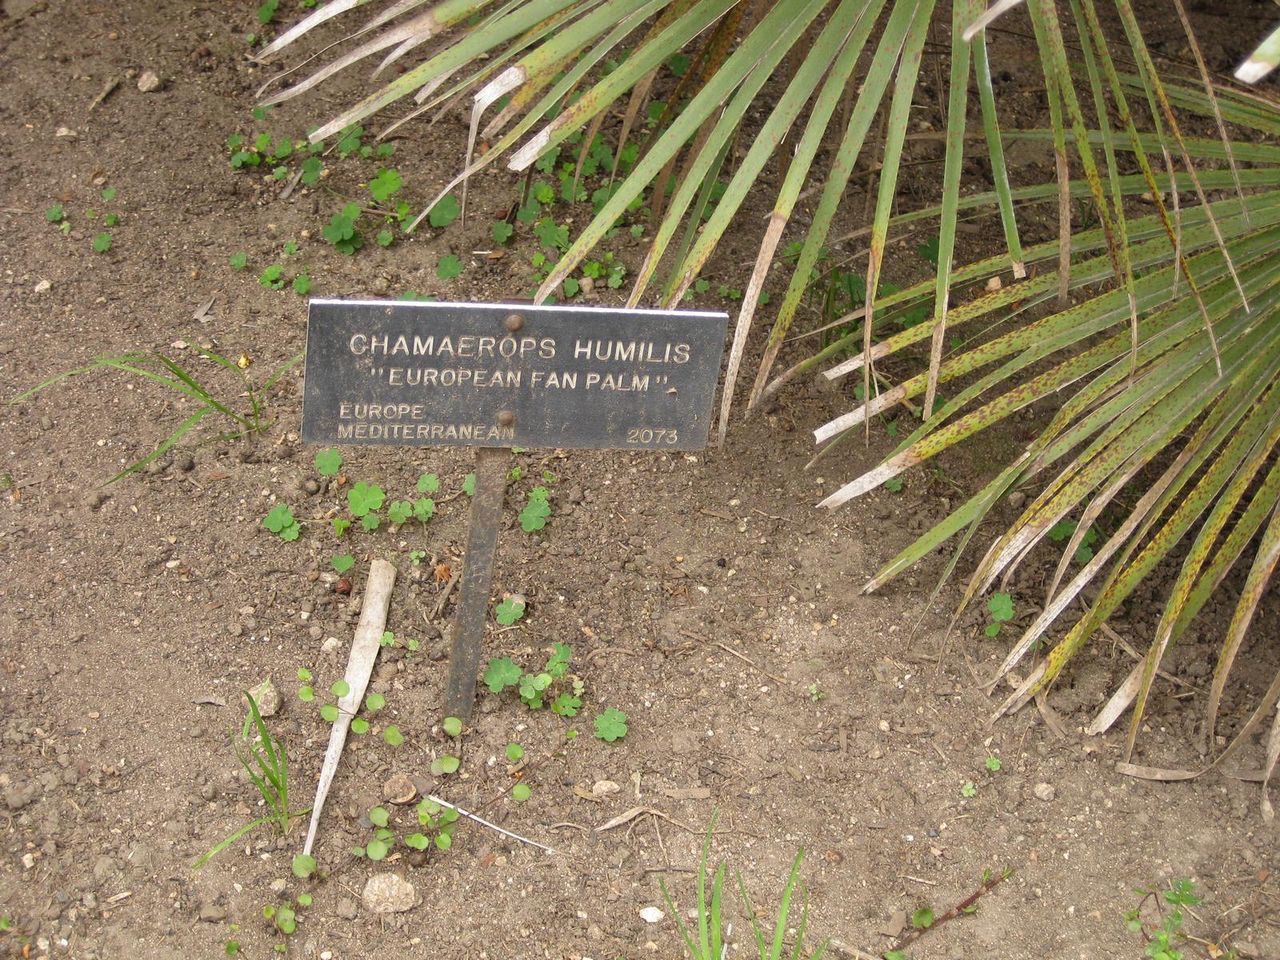 CHAMAEROPS HUMILIS
"EUROPEAN FAN PALM"
EUROPE
MEDITERRANEAN 2073